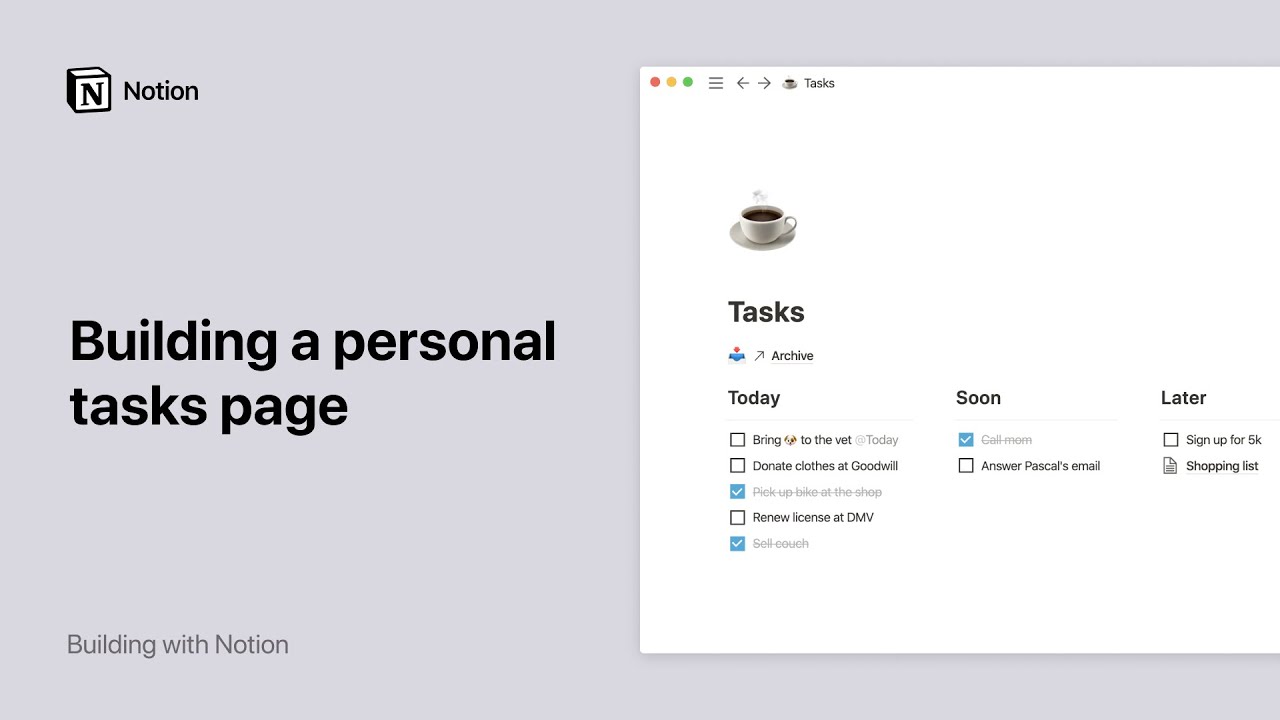 Notion
Building a personal
tasks page
Building with Notion
Tasks
Tasks
Archive
Today
Bring 🐶 to the vet @Today
Donate clothes at Goodwill
Pick up bike at the shop
Renew license at DMV
Sell couch
Soon
Call mom
Answer Pascal's email
Later
Sign up for 5k
Shopping list